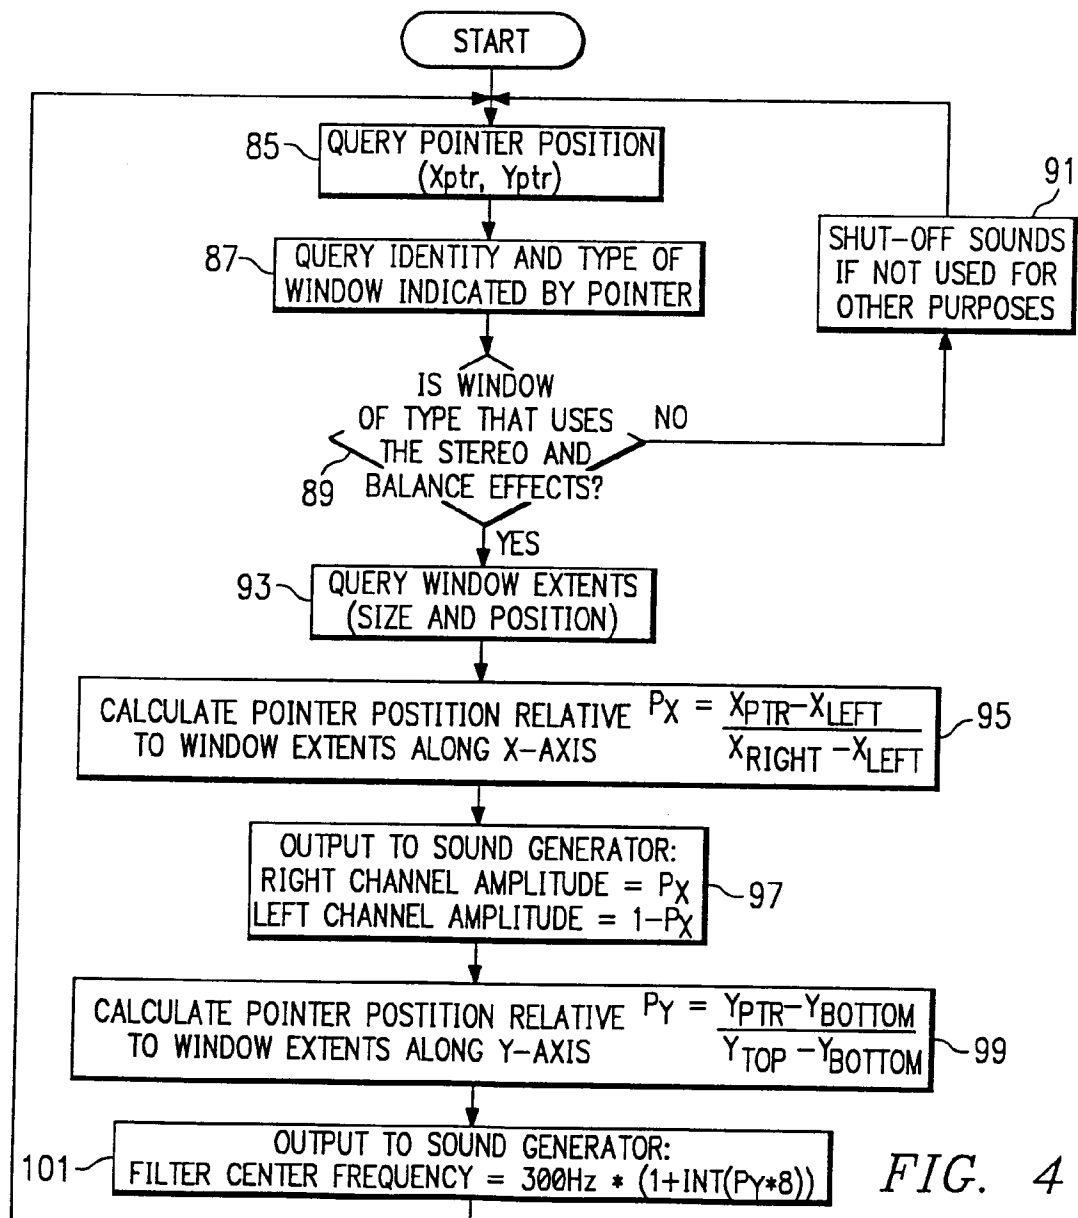 START
85
QUERY POINTER POSITION
(Xptr, Yptr)
91
SHUT-OFF SOUNDS
IF NOT USED FOR
OTHER PURPOSES
87
QUERY IDENTITY AND TYPE OF
WINDOW INDICATED BY POINTER
IS WINDOW
OF TYPE THAT USES
THE STEREO AND
BALANCE EFFECTS?
NO
89
YES
93
QUERY WINDOW EXTENTS
(SIZE AND POSITION)
CALCULATE POINTER POSTITION RELATIVE
TO WINDOW EXTENTS ALONG X-AXIS
PX = XPTR-XLEFT
XRIGHT -XLEFT
95
OUTPUT TO SOUND GENERATOR:
RIGHT CHANNEL AMPLITUDE = PX
LEFT CHANNEL AMPLITUDE = 1-PX
97
CALCULATE POINTER POSTITION RELATIVE
TO WINDOW EXTENTS ALONG Y-AXIS
PY = YPTR-YBOTTOM
YTOP -YBOTTOM
99
101
OUTPUT TO SOUND GENERATOR:
FILTER CENTER FREQUENCY = 300Hz * (1+INT(PY*8))
FIG. 4